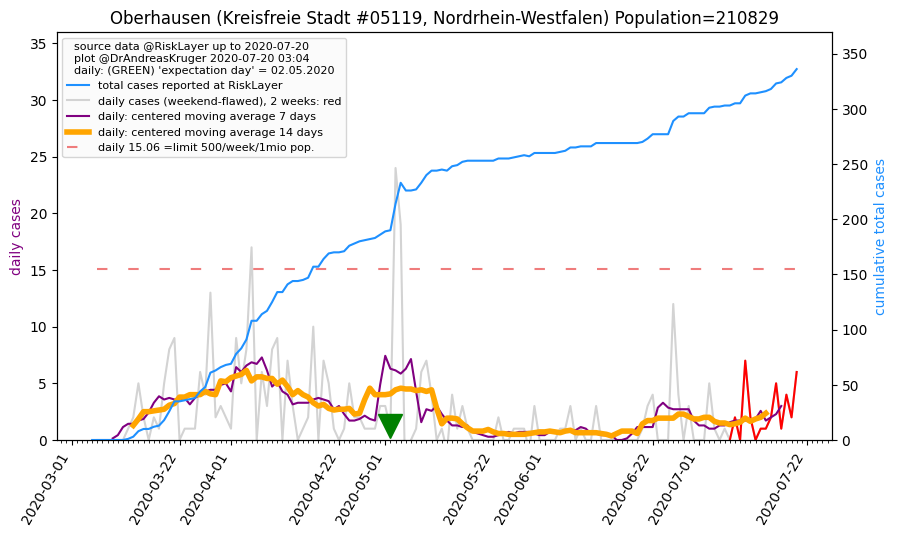 Oberhausen (Kreisfreie Stadt #05119, Nordrhein-Westfalen) Population=210829
source data @RiskLayer up to 2020-07-20
plot @DrAndreasKruger 2020-07-20 03:04
daily: (GREEN) 'expectation day' = 02.05.2020
total cases reported at RiskLayer
daily cases (weekend-flawed), 2 weeks: red
daily: centered moving average 7 days
daily: centered moving average 14 days
daily 15.06 =limit 500/week/1mio pop.
daily cases
35
30
25
20
15
10
5
0
cumulative total cases
350
300
250
200
150
100
50
0
2020-03-01
2020-03-22
2020-04-01
2020-04-22
2020-05-01
2020-05-22
2020-06-01
2020-06-22
2020-07-01
2020-07-22